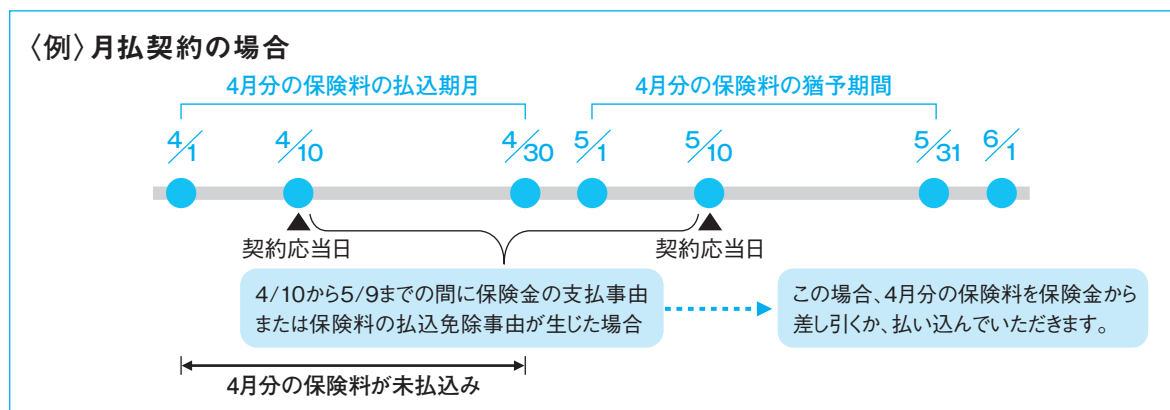 〈例〉月払契約の場合
4月分の保険料の払込期月
4月分の保険料の猶予期間
4/1
4/10
4/30
5/1
5/10
5/31
6/1
契約応当日
契約応当日
4/10から5/9までの間に保険金の支払事由
または保険料の払込免除事由が生じた場合
この場合、4月分の保険料を保険金から
差し引くか、払い込んでいただきます。
4月分の保険料が未払込み